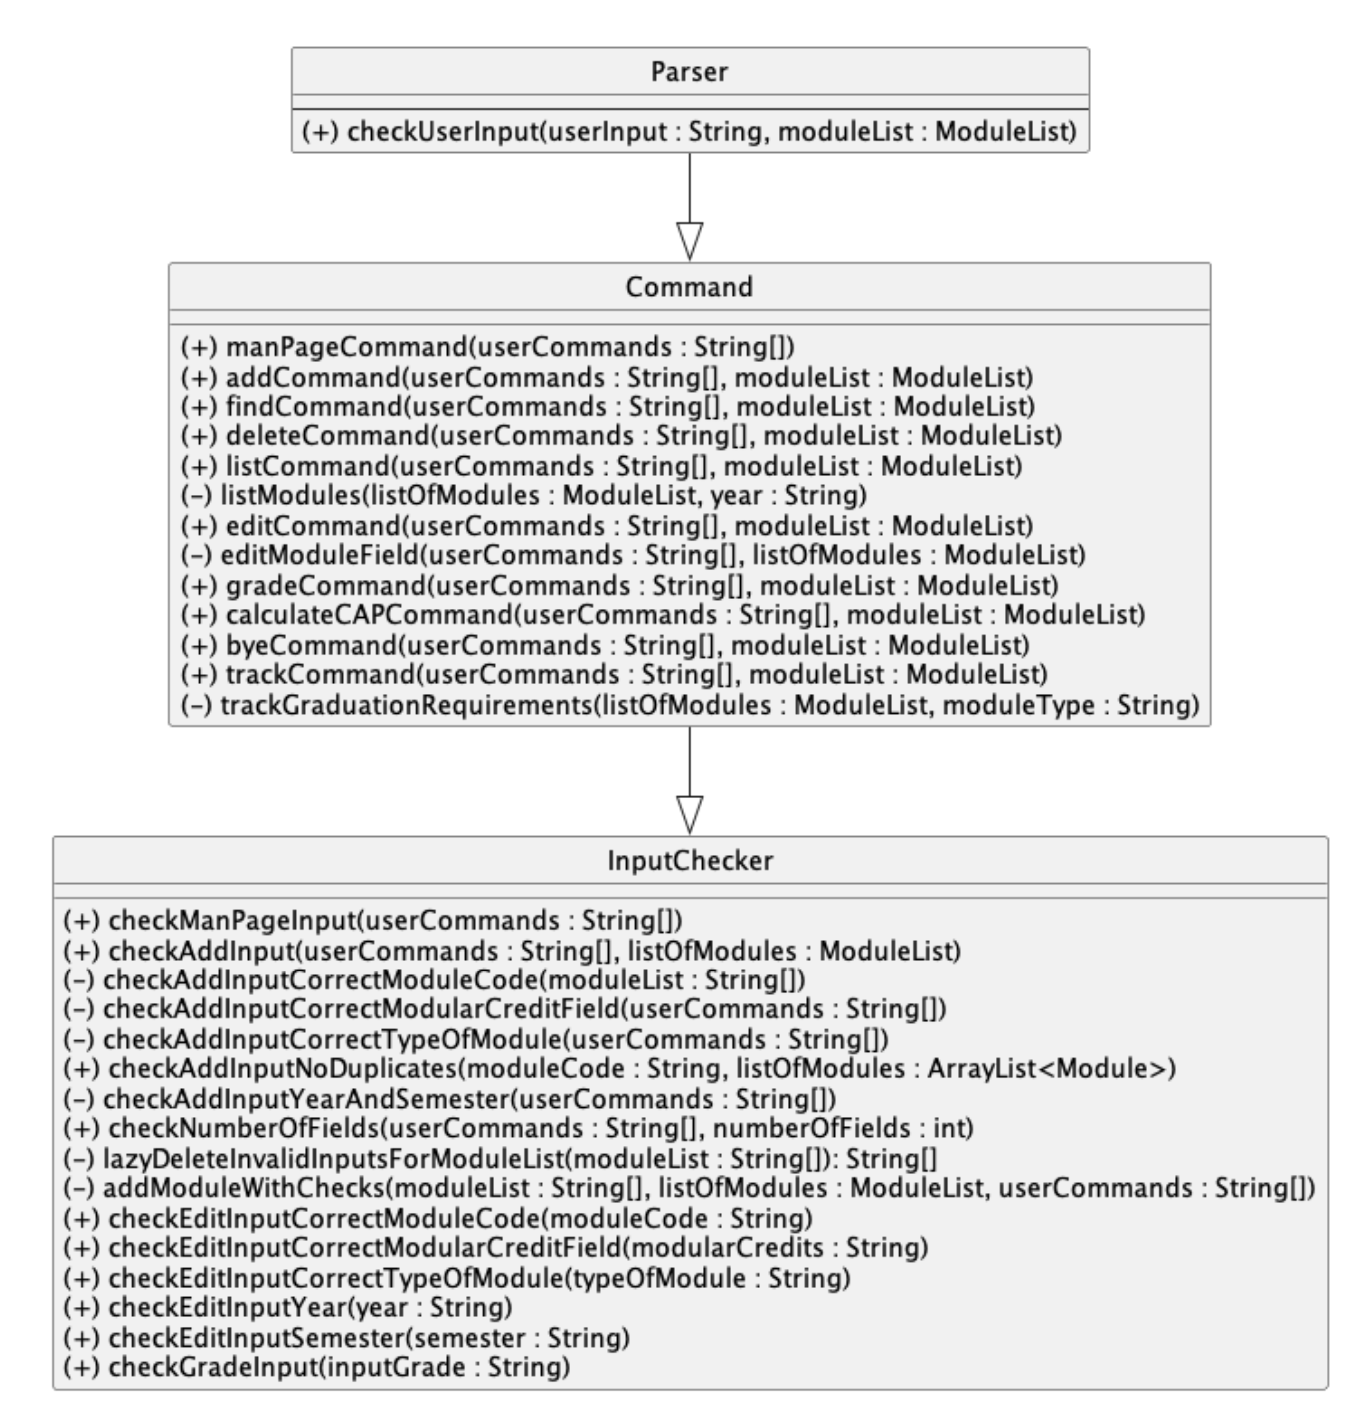 Parser
(+) checkUserInput(userInput : String, moduleList : ModuleList)
Command
(+) manPageCommand(userCommands : String[])
(+) addCommand(userCommands : String[], moduleList : ModuleList)
(+) findCommand(userCommands : String[], moduleList : ModuleList)
(+) deleteCommand(userCommands : String[], moduleList : ModuleList)
(+) listCommand(userCommands : String[], moduleList : ModuleList)
(–) listModules(listOfModules : ModuleList, year : String)
(+) editCommand(userCommands : String[], moduleList : ModuleList)
(–) editModuleField(userCommands : String[], listOfModules : ModuleList)
(+) gradeCommand(userCommands : String[], moduleList : ModuleList)
(+) calculateCAPCommand(userCommands : String[], moduleList : ModuleList)
(+) byeCommand(userCommands : String[], moduleList : ModuleList)
(+) trackCommand(userCommands : String[], moduleList : ModuleList)
(–) trackGraduationRequirements(listOfModules : ModuleList, moduleType : String)
InputChecker
(+) checkManPageInput(userCommands : String[])
(+) checkAddInput(userCommands : String[], listOfModules : ModuleList)
(–) checkAddInputCorrectModuleCode(moduleList : String[])
(–) checkAddInputCorrectModularCreditField(userCommands : String[])
(–) checkAddInputCorrectTypeOfModule(userCommands : String[])
(+) checkAddInputNoDuplicates(moduleCode : String, listOfModules : ArrayList<Module>)
(–) checkAddInputYearAndSemester(userCommands : String[])
(+) checkNumberOfFields(userCommands : String[], numberOfFields : int)
(–) lazyDeleteInvalidInputsForModuleList(moduleList : String[]): String[]
(–) addModuleWithChecks(moduleList : String[], listOfModules : ModuleList, userCommands : String[])
(+) checkEditInputCorrectModuleCode(moduleCode : String)
(+) checkEditInputCorrectModularCreditField(modularCredits : String)
(+) checkEditInputCorrectTypeOfModule(typeOfModule : String)
(+) checkEditInputYear(year : String)
(+) checkEditInputSemester(semester : String)
(+) checkGradeInput(inputGrade : String)